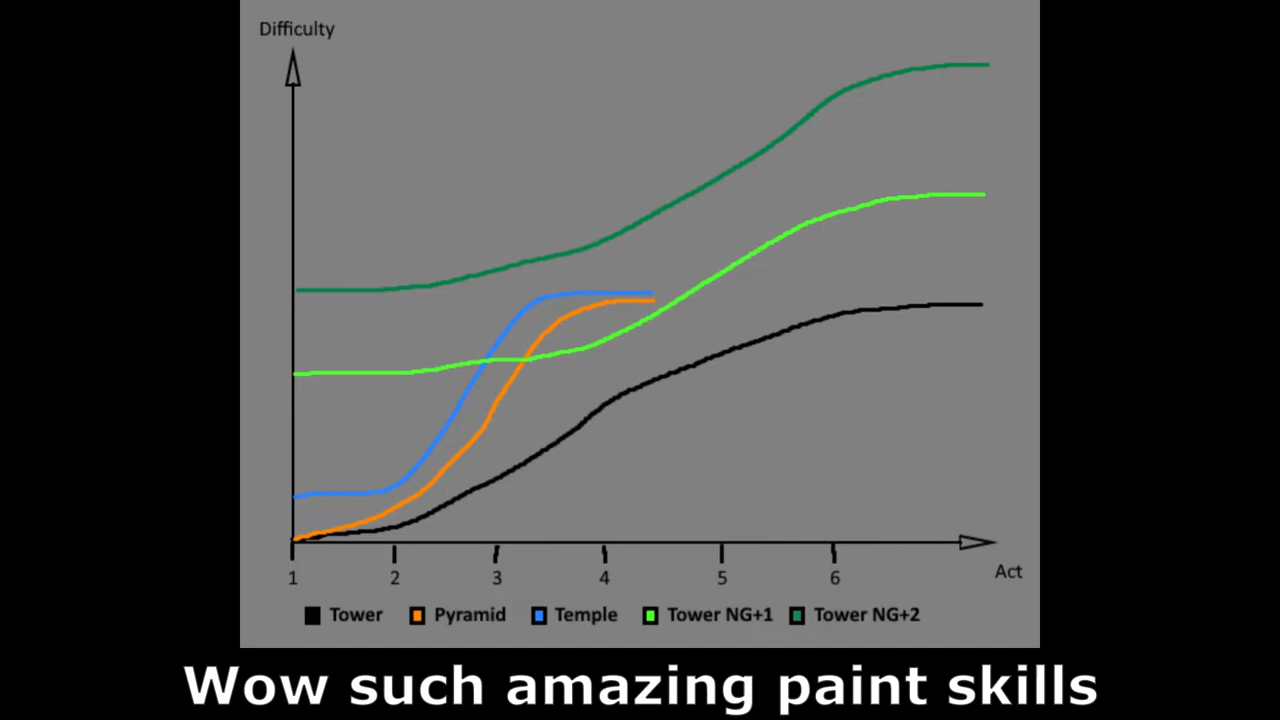 Difficulty
1 2 3 4 5 6
Act
Tower Pyramid Temple Tower NG+1 Tower NG+2
Wow such amazing paint skills